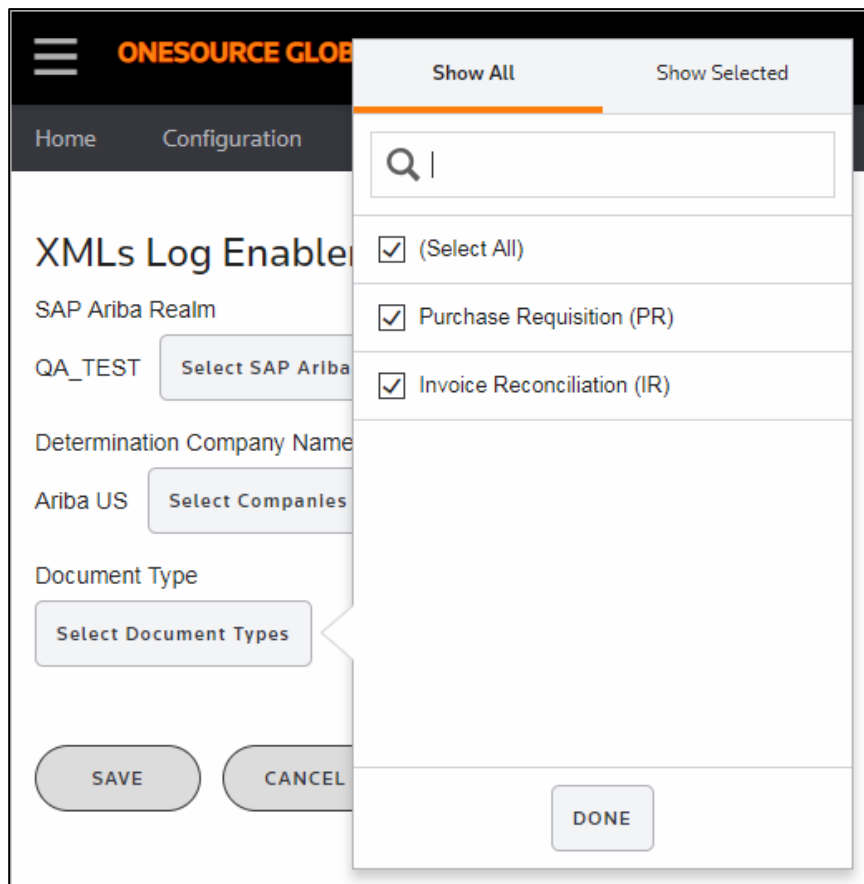 ONESOURCE GLOB
Home Configuration
XMLs Log Enable
SAP Ariba Realm
QA_TEST Select SAP Ariba
Determination Company Name
Ariba US Select Companies
Document Type
Select Document Types
SAVE CANCEL
Show All Show Selected
(Select All)
Purchase Requisition (PR)
Invoice Reconciliation (IR)
DONE